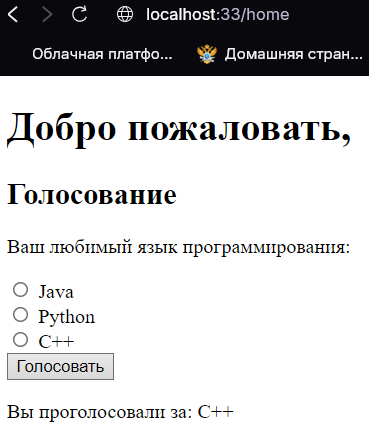 localhost:33/home
Облачная платфо... Домашняя стран...
Добро пожаловать,
Голосование
Ваш любимый язык программирования:
Java
Python
C++
Голосовать
Вы проголосовали за: C++